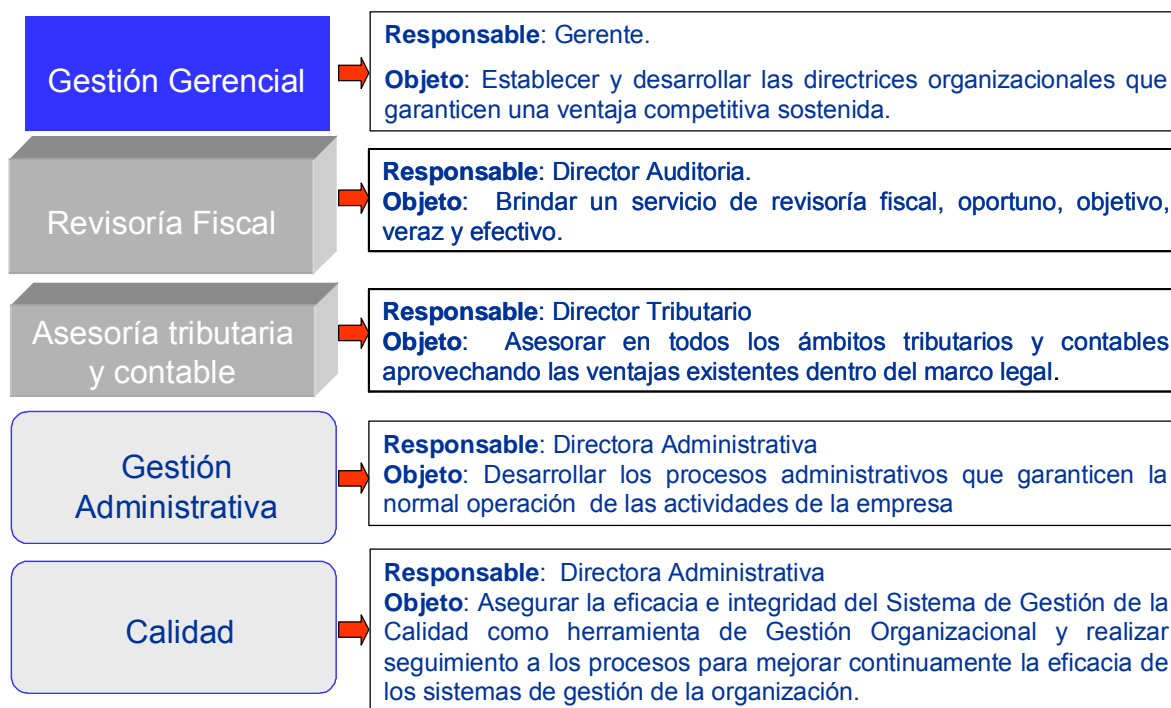 Gestión Gerencial
Responsable: Gerente.
Objeto: Establecer y desarrollar las directrices organizacionales que
garanticen una ventaja competitiva sostenida.
Revisoría Fiscal
Responsable: Director Auditoria.
Objeto: Brindar un servicio de revisoría fiscal, oportuno, objetivo,
veraz y efectivo.
Asesoría tributaria
y contable
Responsable: Director Tributario
Objeto: Asesorar en todos los ámbitos tributarios y contables
aprovechando las ventajas existentes dentro del marco legal.
Gestión
Administrativa
Responsable: Directora Administrativa
Objeto: Desarrollar los procesos administrativos que garanticen la
normal operación de las actividades de la empresa
Calidad
Responsable: Directora Administrativa
Objeto: Asegurar la eficacia e integridad del Sistema de Gestión de la
Calidad como herramienta de Gestión Organizacional y realizar
seguimiento a los procesos para mejorar continuamente la eficacia de
los sistemas de gestión de la organización.